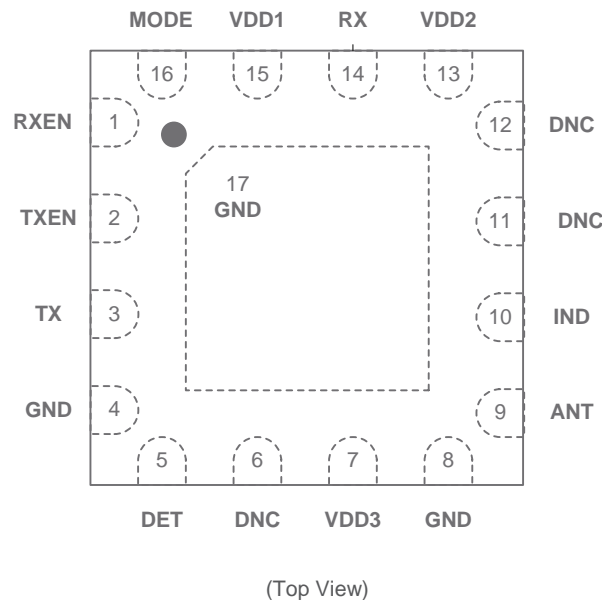 MODE VDD1 RX VDD2
16 15 14 13
RXEN 1 12 DNC
17
GND
TXEN 2 11 DNC
TX 3 10 IND
GND 4 9 ANT
5 6 7 8
DET DNC VDD3 GND
(Top View)